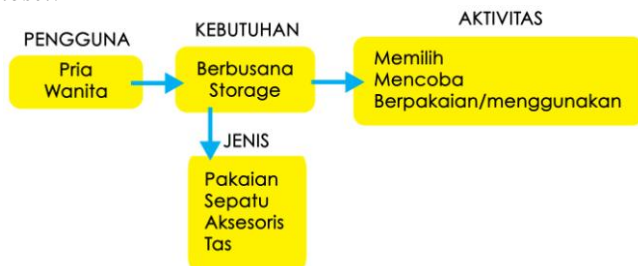 PENGGUNA
Pria
Wanita
KEBUTUHAN
Berbusana
Storage
AKTIVITAS
Memilih
Mencoba
Berpakaian/menggunakan
JENIS
Pakaian
Sepatu
Aksesoris
Tas